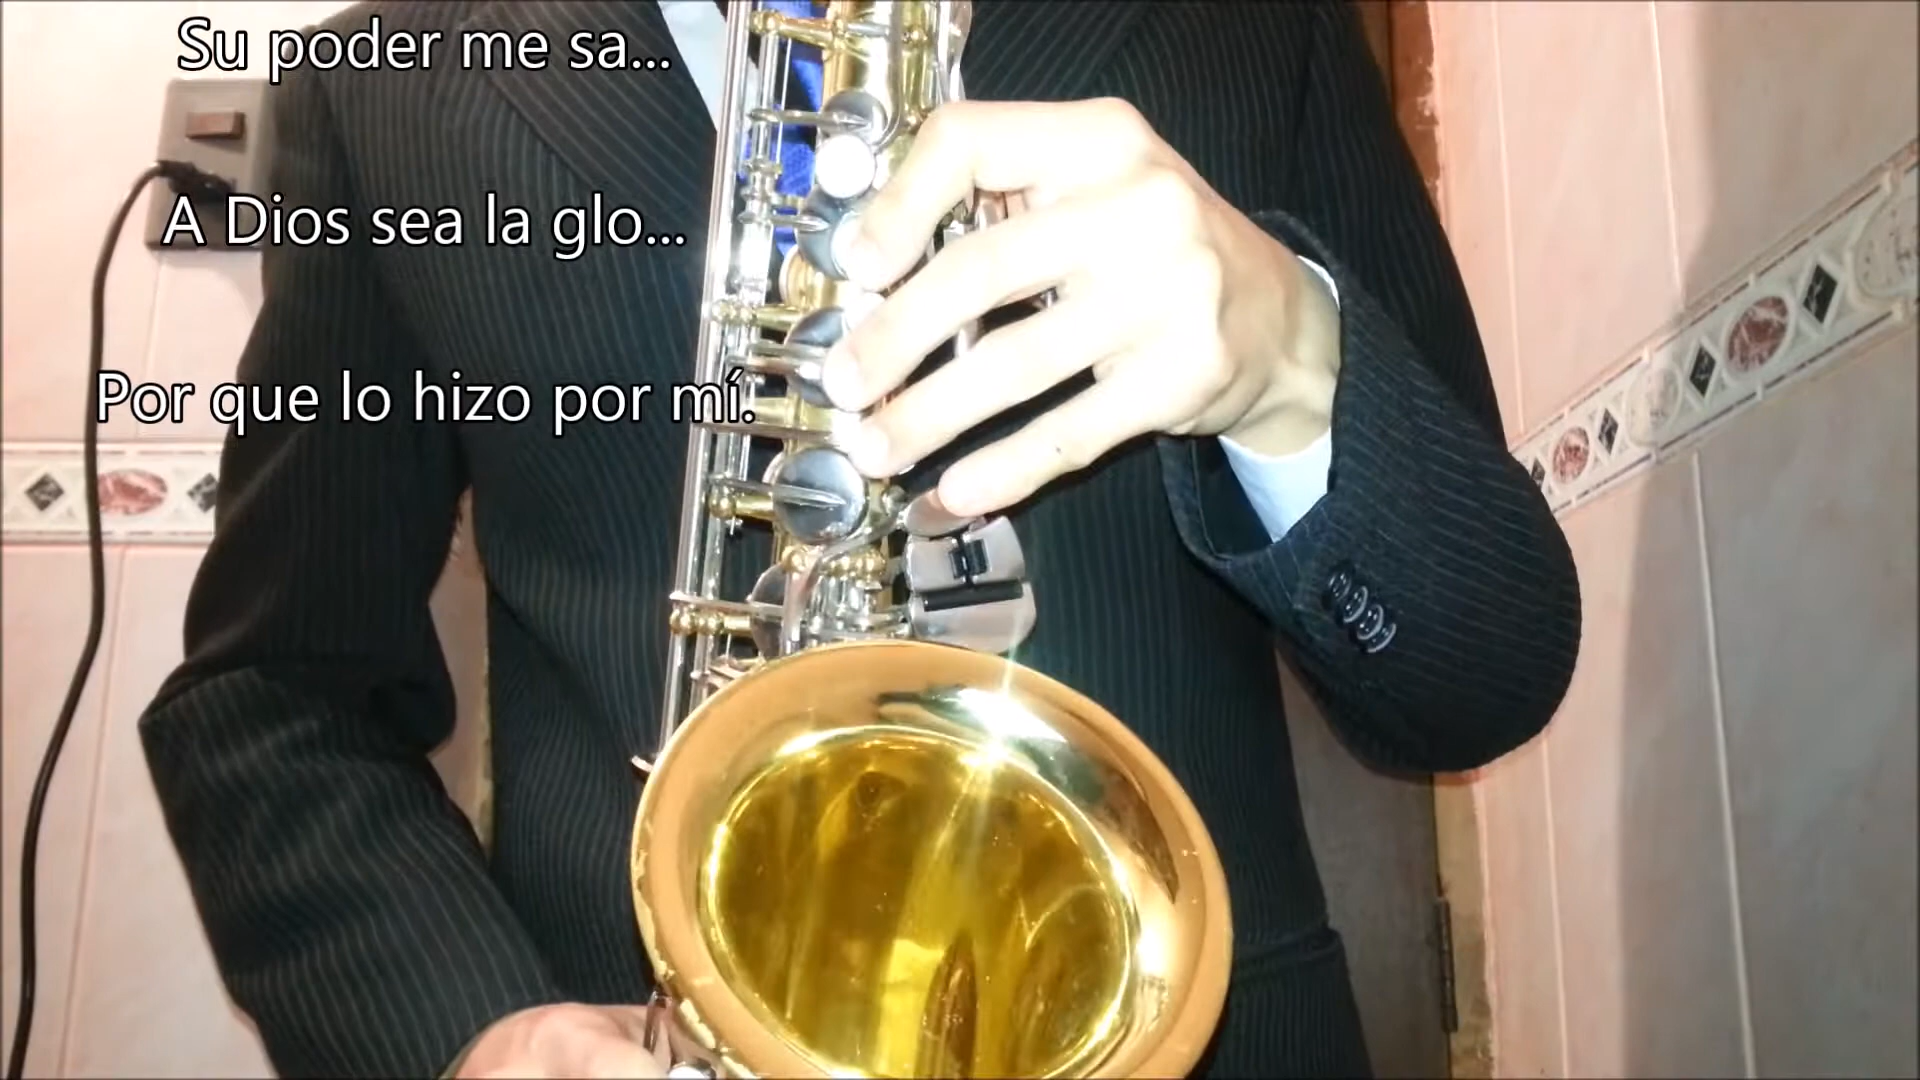 Su poder me sa...
A Dios sea la glo...
Por que lo hizo por mí.